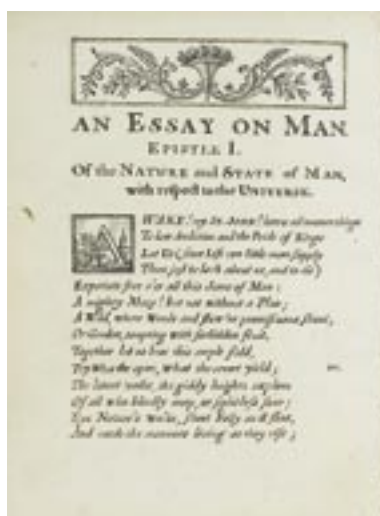 AN ESSAY ON MAN
EPISTLE I.
Of the NATURE and STATE of MAN,
with respect to the UNIVERSE.
AWAKE! my St. JOHN! leave all meaner things
To low Ambition and the Pride of Kings.
Let Us (since Life can little more supply
Than just to look about us, and to die)
Expatiate free o'er all this Scene of Man;
A mighty Maze! but not without a Plan;
A Wild, where Weeds and flow'rs promiscuous shoot,
Or Garden, tempting with forbidden fruit.
Together let us beat this ample field,
Try what the open, what the covert yield;
The latent the giddy heights explore
Of all who blindly or sightless soar;
Eye Nature's walks, shoot Folly as it flies,
And catch the manners living as they rise;